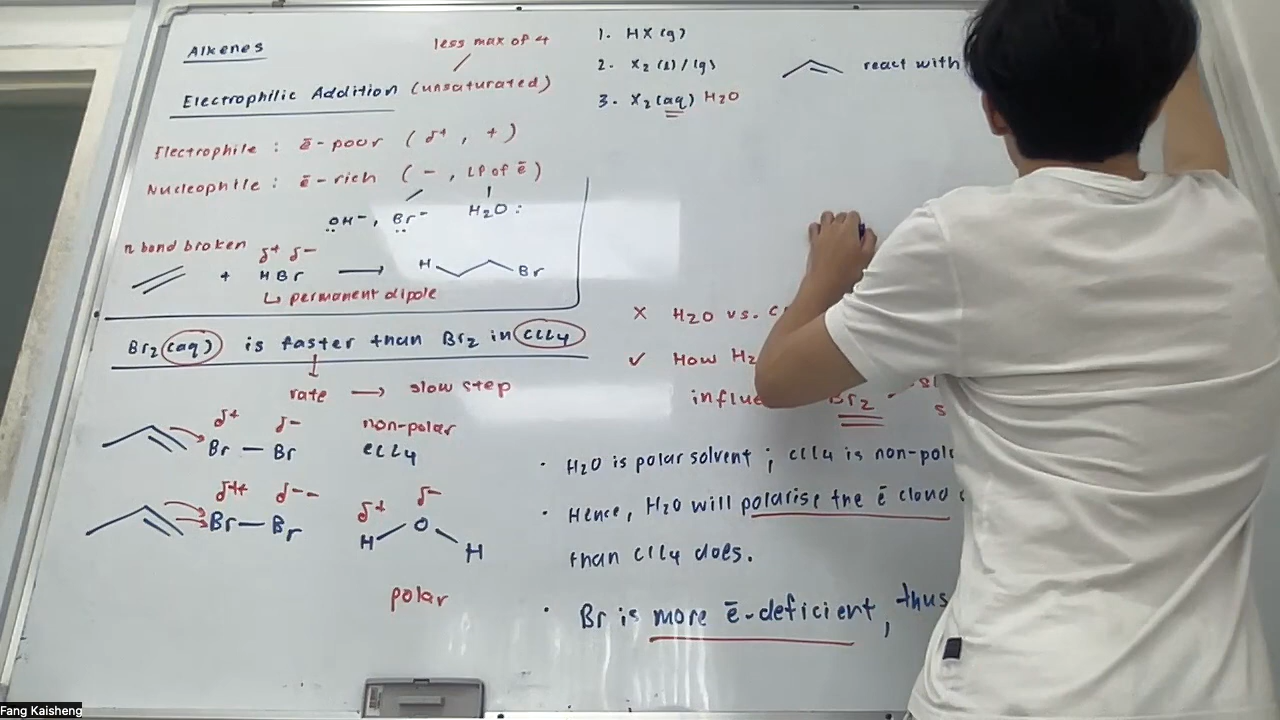 Alkenes
less max of 4
Electrophilic Addition (unsaturated)
Electrophile : ē-poor ( δ+ , + )
Nucleophile : ē-rich ( − , LP of ē )
OH− , Br− H2O :
π bond broken δ+ δ−
+ HBr → H Br
↳ permanent dipole
Br2 (aq) is faster than Br2 in CCl4
rate → slow step
δ+ δ− non-polar
Br — Br CCl4
δ++ δ−−
Br — Br δ+ δ−
H O H
polar
1. HX (g)
2. X2 (l) / (g)
3. X2 (aq) H2O
react with
✗ H2O vs.
✓ How
Br2
· H2O is polar solvent ; CCl4 is
· Hence, H2O will polarise the ē cloud
than CCl4 does.
· Br is more ē-deficient, thus
Fang Kaisheng